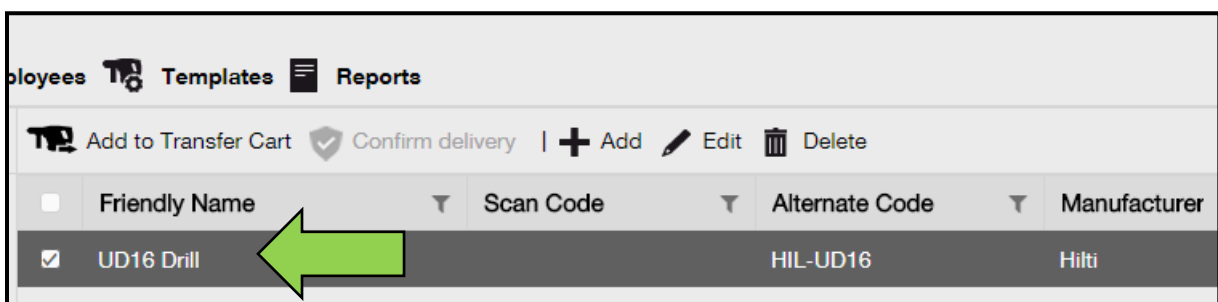 ployees Templates Reports
Add to Transfer Cart Confirm delivery | Add Edit Delete
Friendly Name Scan Code Alternate Code Manufacturer
UD16 Drill HIL-UD16 Hilti